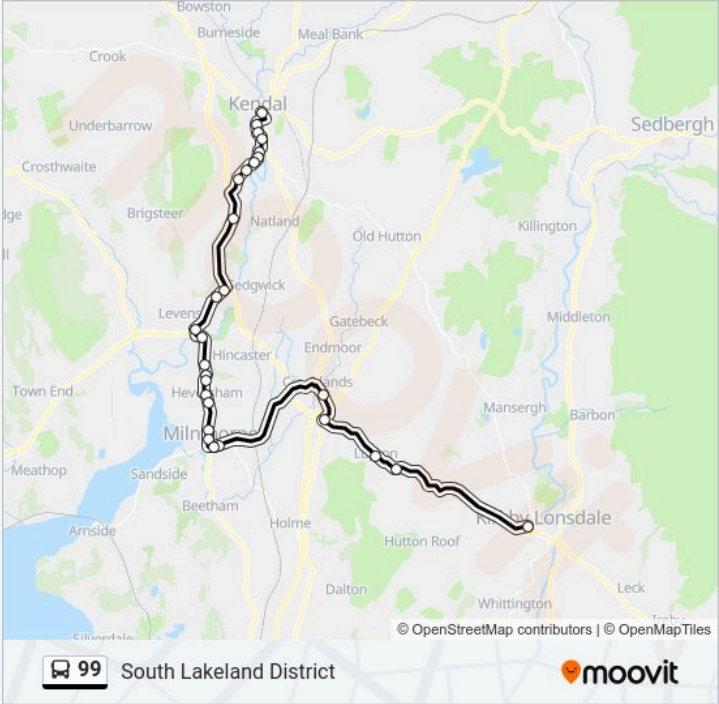 Bowston
Burneside
Meal Bank
Crook
Kendal
Underbarrow
Sedbergh
Crosthwaite
Brigsteer
Natland
Killington
Old Hutton
edgwick
Levens
Middleton
Gatebeck
Hincaster
Endmoor
Town End
Mansergh
Barbon
Meathop
Sandside
Beetham
Lonsdale
Arnside
Holme
Hutton Roof
Dalton
Leck
Whittington
Silverdale
© OpenStreetMap contributors | © OpenMapTiles
99 South Lakeland District
moovit